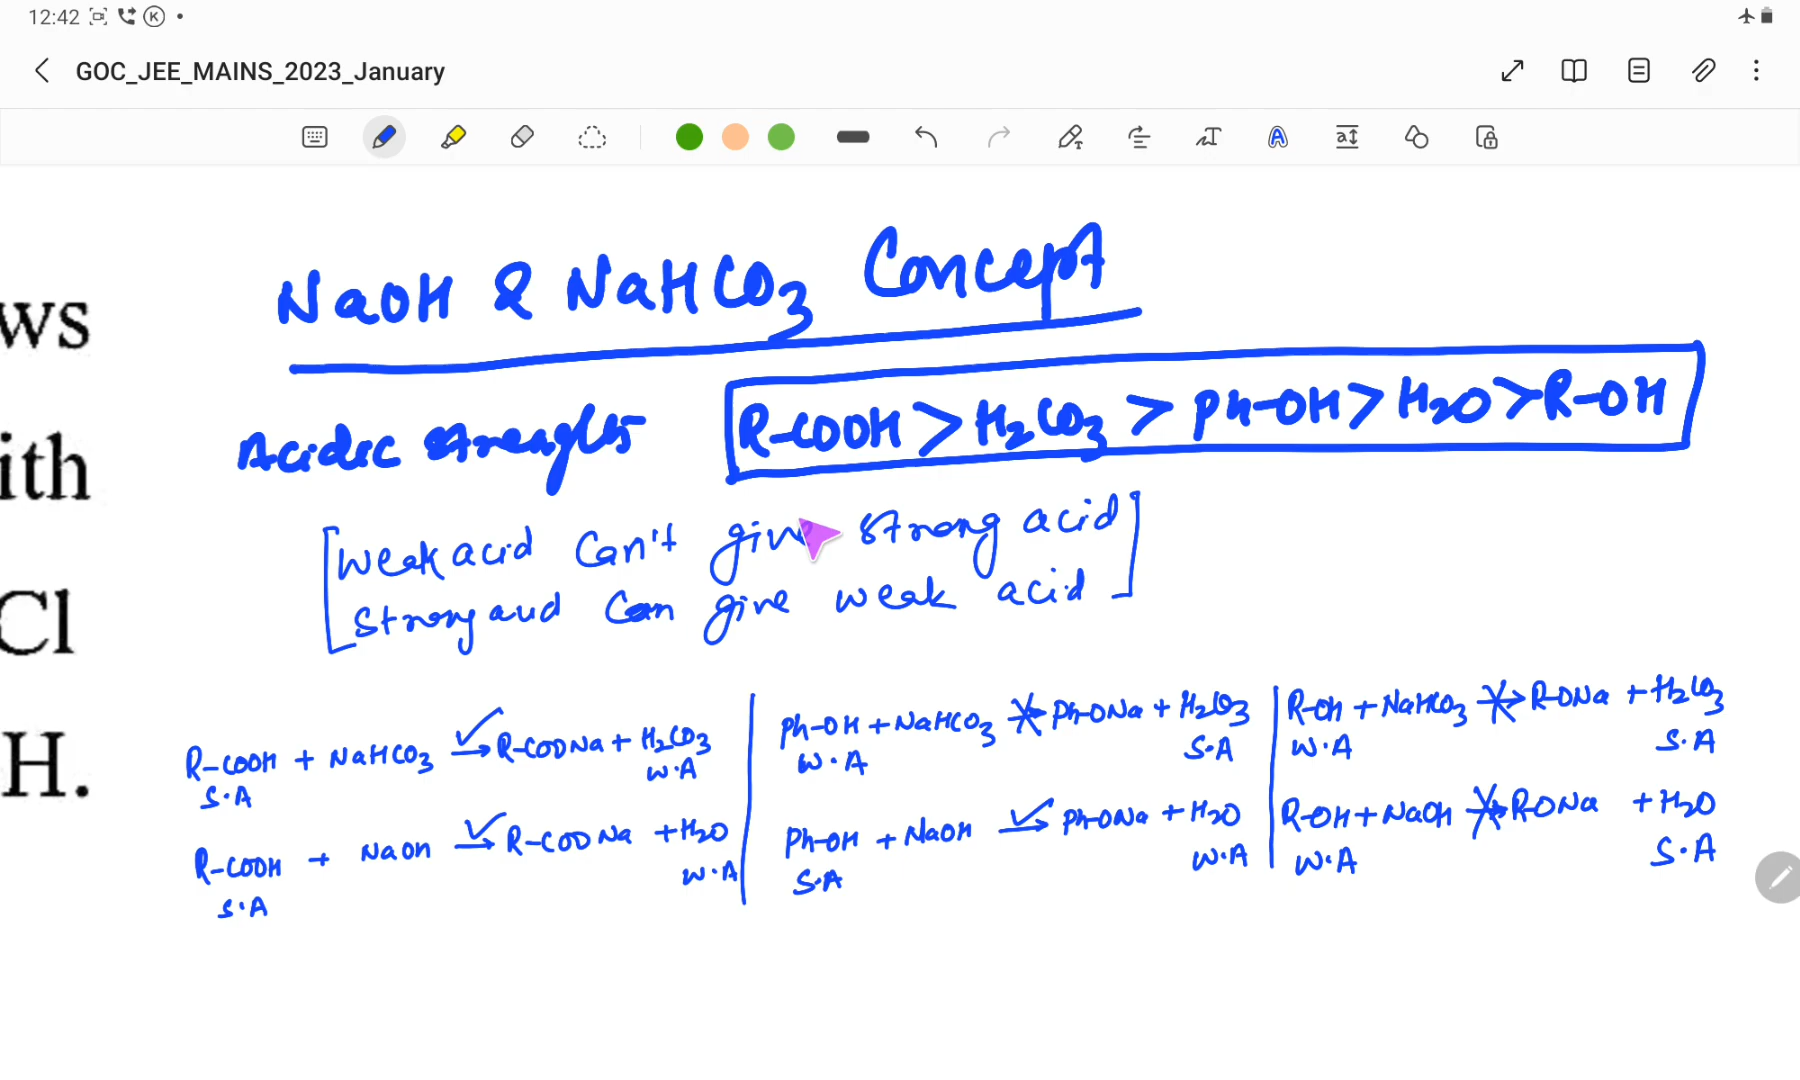 12:42
GOC_JEE_MAINS_2023_January
ws
ith
Cl
H.
NaOH & NaHCO3 Concept
Acidic strength R-COOH > H2CO3 > Ph-OH > H2O > R-OH
[weak acid Can't give strong acid]
strong acid Can give weak acid
R-COOH + NaHCO3 → R-COONa + H2CO3
S.A W.A
R-COOH + NaOH → R-COONa + H2O
S.A W.A
Ph-OH + NaHCO3 → Ph-ONa + H2CO3
W.A S.A
Ph-OH + NaOH → Ph-ONa + H2O
S.A W.A
R-OH + NaHCO3 → R-ONa + H2CO3
W.A S.A
R-OH + NaOH → RONa + H2O
W.A S.A